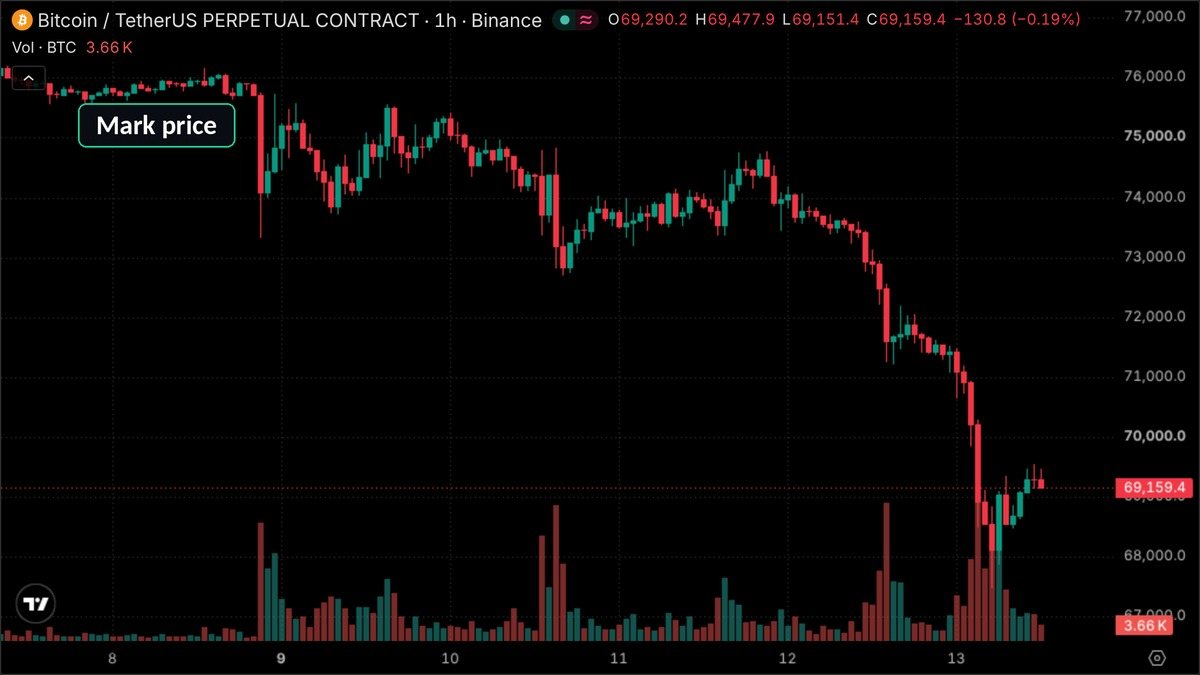 Bitcoin / TetherUS PERPETUAL CONTRACT · 1h · Binance O69,290.2 H69,477.9 L69,151.4 C69,159.4 −130.8 (−0.19%)
Vol · BTC 3.66 K
Mark price
77,000.0
76,000.0
75,000.0
74,000.0
73,000.0
72,000.0
71,000.0
70,000.0
69,159.4
68,000.0
67,000.0
3.66 K
8 9 10 11 12 13